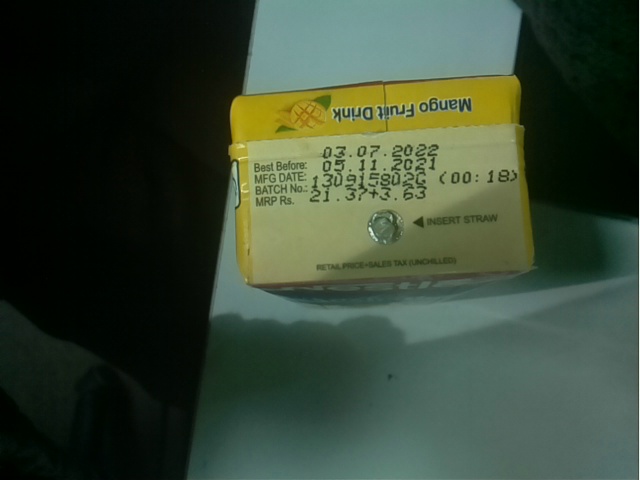 Mango Fruit Drink
Best Before: 03.07.2022
MFG DATE: 05.11.2021
BATCH No.: 130915802G (00:18)
MRP Rs. 21.37+3.63
INSERT STRAW
RETAIL PRICE+SALES TAX (UNCHILLED)